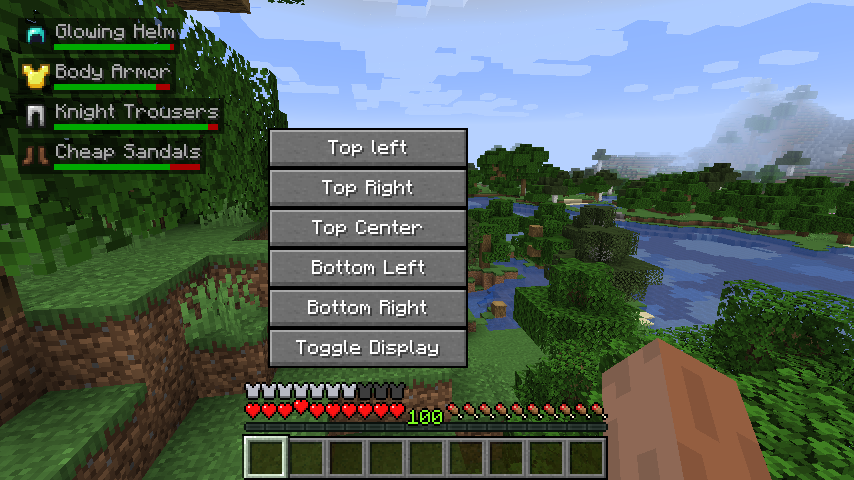 Glowing Helm
Body Armor
Knight Trousers
Cheap Sandals
Top left
Top Right
Top Center
Bottom Left
Bottom Right
Toggle Display
100